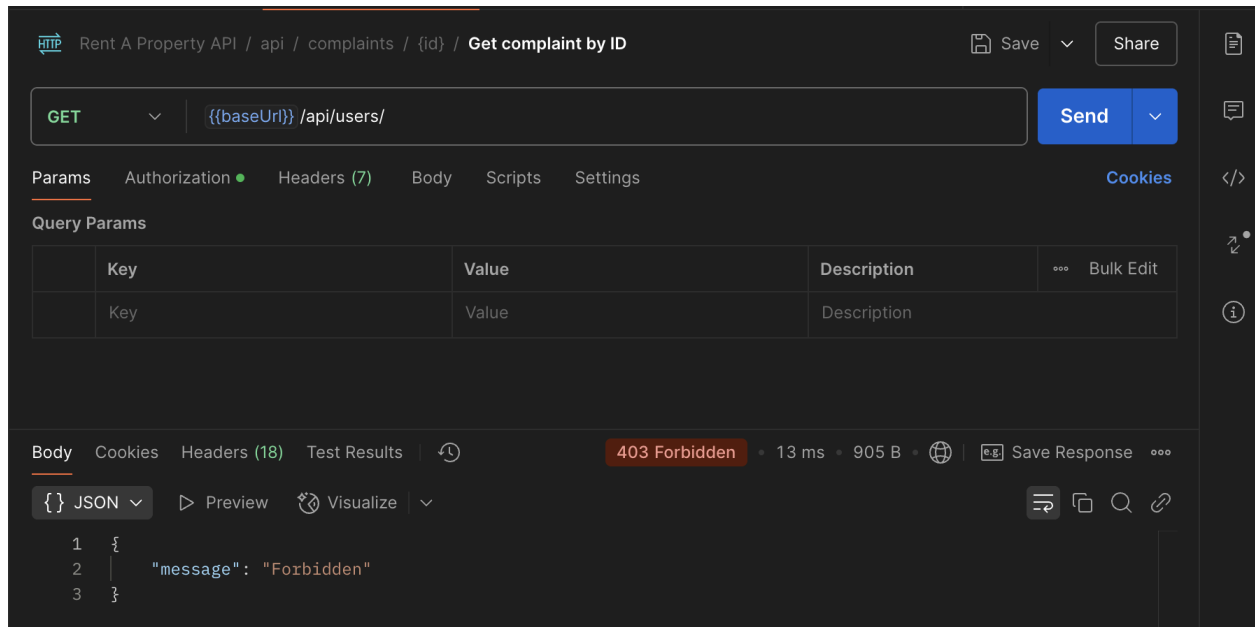 HTTP Rent A Property API / api / complaints / {id} / Get complaint by ID Save Share
GET {{baseUrl}} /api/users/ Send
Params Authorization Headers (7) Body Scripts Settings Cookies
Query Params
Key Value Description Bulk Edit
Key Value Description
Body Cookies Headers (18) Test Results 403 Forbidden 13 ms 905 B e.g. Save Response
{} JSON Preview Visualize
1 {
2 "message": "Forbidden"
3 }